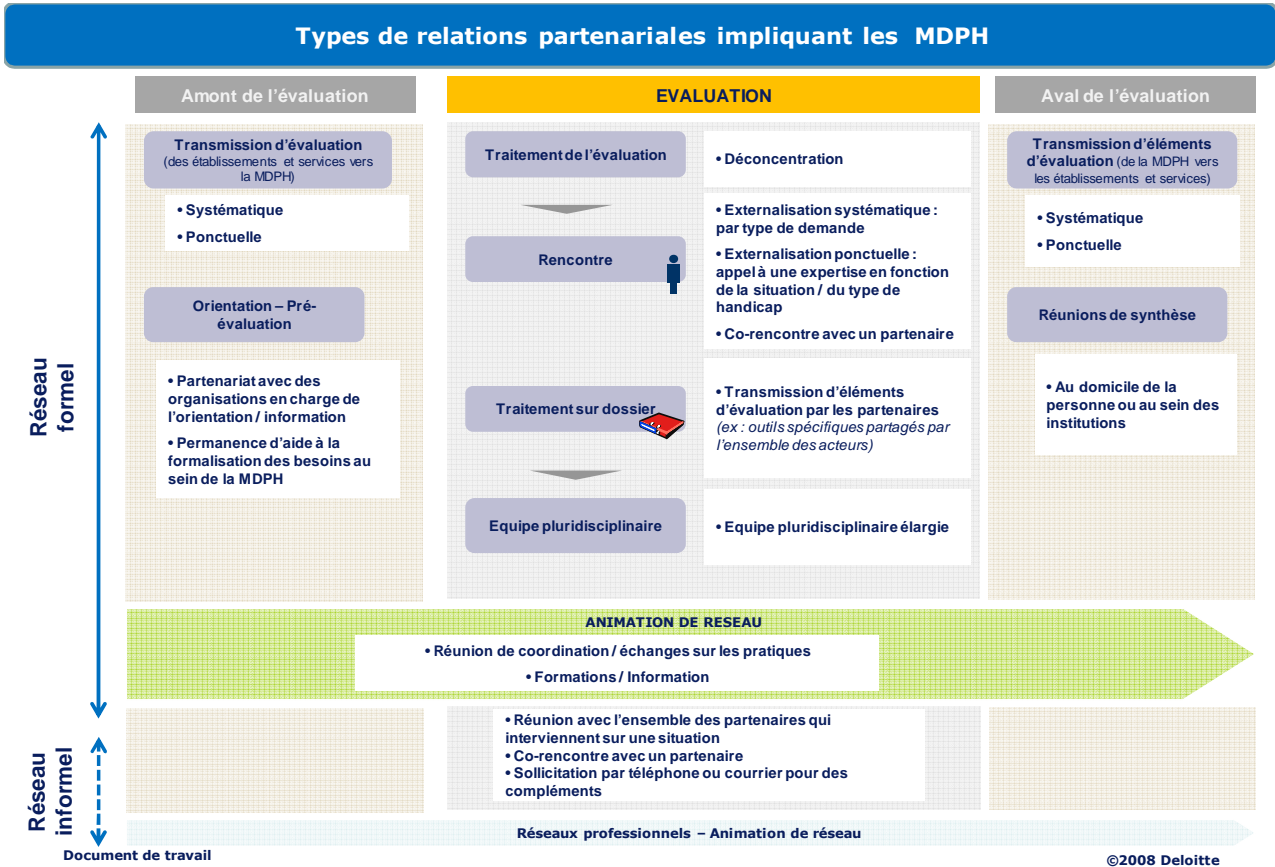 Types de relations partenariales impliquant les MDPH
Amont de l'évaluation
EVALUATION
Aval de l'évaluation
Réseau
formel
Transmission d'évaluation
(des établissements et services vers
la MDPH)
• Systématique
• Ponctuelle
Orientation – Pré-
évaluation
• Partenariat avec des
organisations en charge de
l'orientation / information
• Permanence d'aide à la
formalisation des besoins au
sein de la MDPH
Traitement de l'évaluation
• Déconcentration
Rencontre
• Externalisation systématique :
par type de demande
• Externalisation ponctuelle :
appel à une expertise en fonction
de la situation / du type de
handicap
• Co-rencontre avec un partenaire
Traitement sur dossier
• Transmission d'éléments
d'évaluation par les partenaires
(ex : outils spécifiques partagés par
l'ensemble des acteurs)
Equipe pluridisciplinaire
• Equipe pluridisciplinaire élargie
Transmission d'éléments
d'évaluation (de la MDPH vers
les établissements et services)
• Systématique
• Ponctuelle
Réunions de synthèse
• Au domicile de la
personne ou au sein des
institutions
ANIMATION DE RESEAU
• Réunion de coordination / échanges sur les pratiques
• Formations / Information
Réseau
informel
• Réunion avec l'ensemble des partenaires qui
interviennent sur une situation
• Co-rencontre avec un partenaire
• Sollicitation par téléphone ou courrier pour des
compléments
Réseaux professionnels – Animation de réseau
Document de travail
©2008 Deloitte